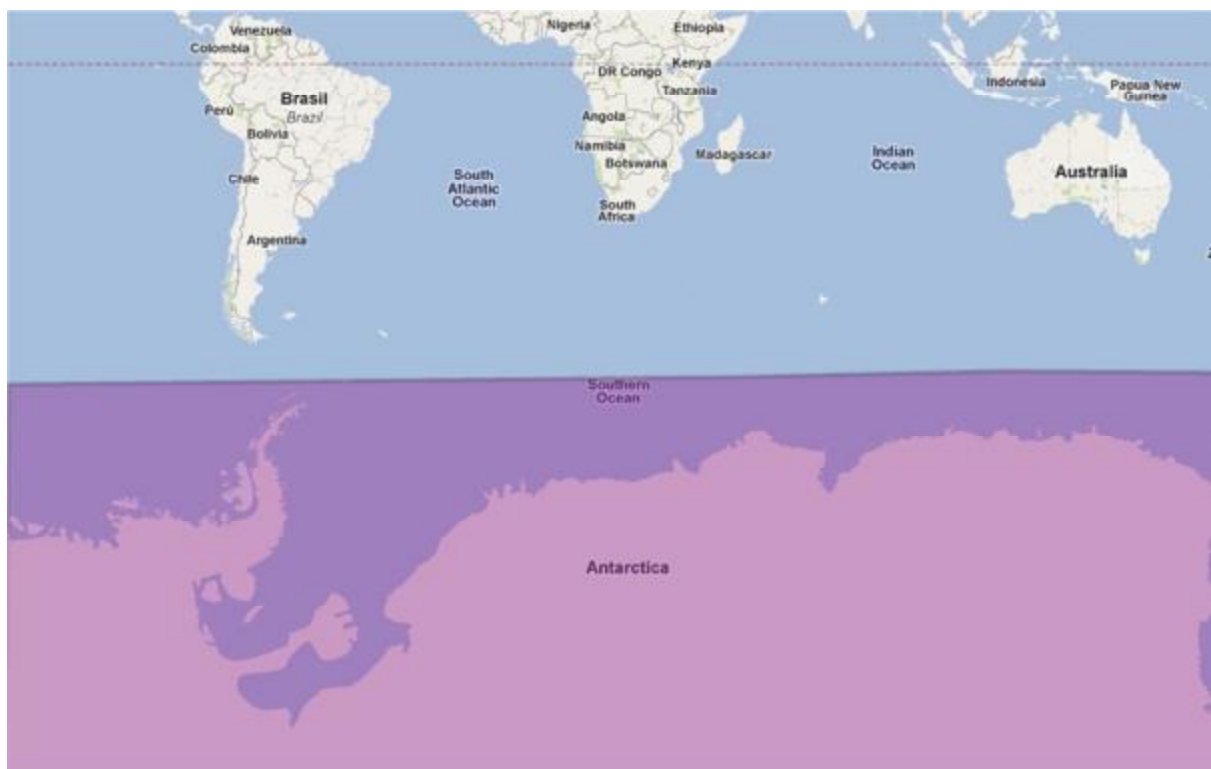 Nigeria
Ethiopia
Venezuela
Colombia
Kenya
DR Congo
Indonesia
Papua New
Guinea
Tanzania
Brasil
Brazil
Perú
Angola
Bolivia
Namibia
Botswana
Madagascar
Indian
Ocean
Australia
Chile
South
Atlantic
Ocean
South
Africa
Argentina
Southern
Ocean
Antarctica